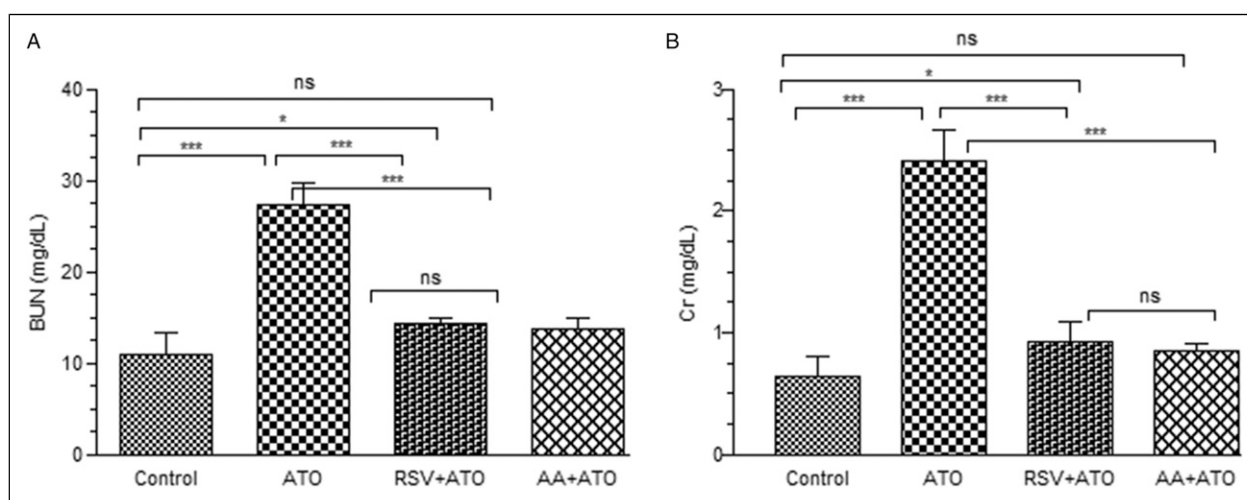 A
ns
*
***
***
***
ns
40
30
20
10
0
BUN (mg/dL)
Control ATO RSV+ATO AA+ATO
B
ns
*
***
***
***
ns
3
2
1
0
Cr (mg/dL)
Control ATO RSV+ATO AA+ATO